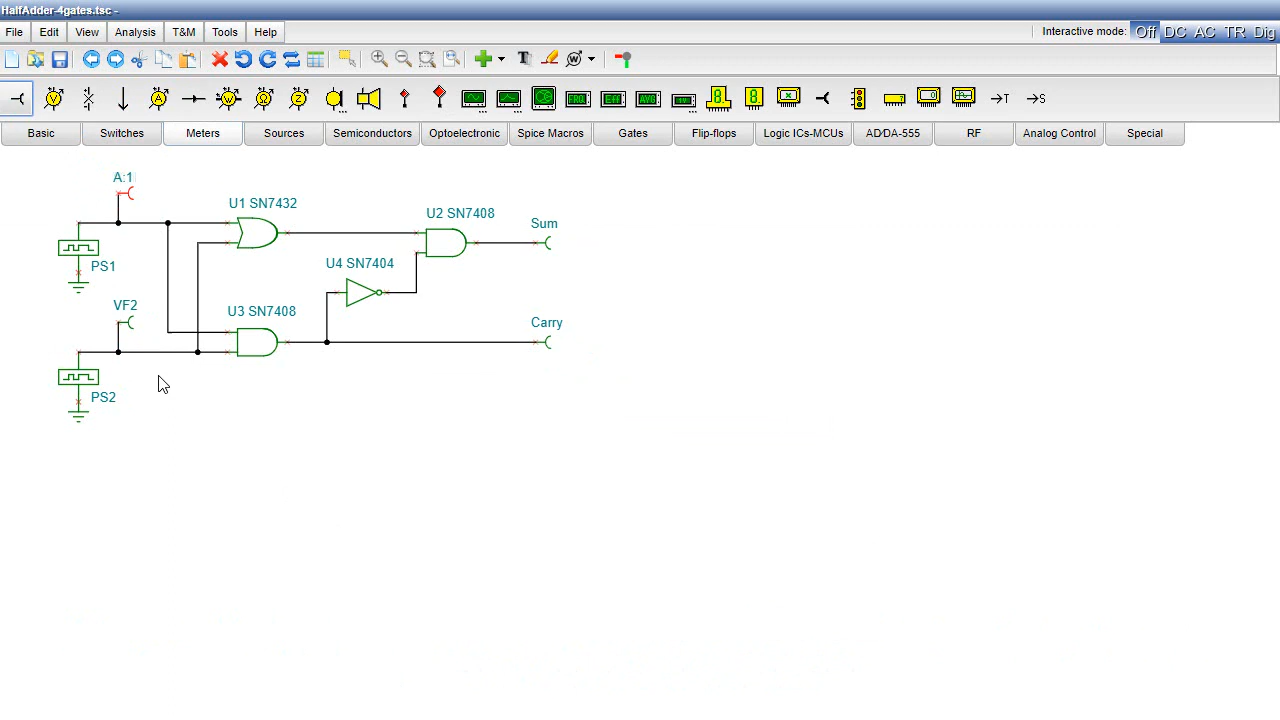 HalfAdder-4gates.tsc -
File Edit View Analysis T&M Tools Help Interactive mode: Off DC AC TR Dig
Basic Switches Meters Sources Semiconductors Optoelectronic Spice Macros Gates Flip-flops Logic ICs-MCUs AD/DA-555 RF Analog Control Special
A:1
U1 SN7432
U2 SN7408
Sum
PS1
U4 SN7404
VF2
U3 SN7408
Carry
PS2